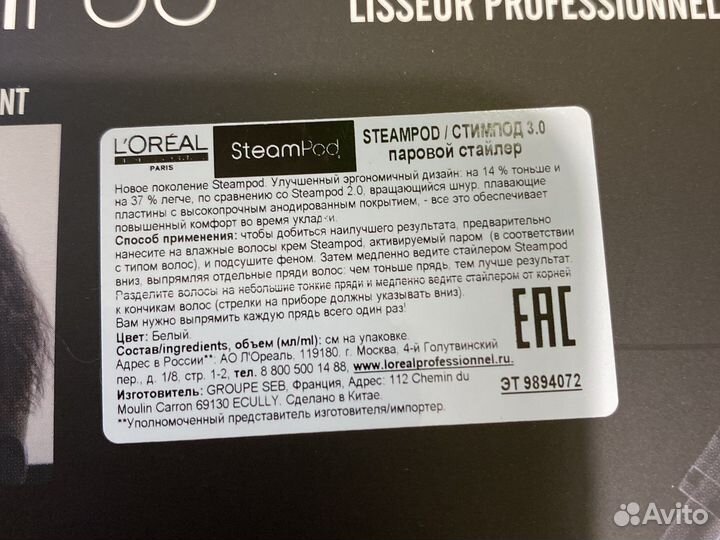 LISSEUR PROFESSIONNEL
NT
L'ORÉAL
PARIS
SteamPod
STEAMPOD / СТИМПОД 3.0
паровой стайлер
Новое поколение Steampod. Улучшенный эргономичный дизайн: на 14 % тоньше и
на 37 % легче, по сравнению со Steampod 2.0, вращающийся шнур, плавающие
пластины с высокопрочным анодированным покрытием, - все это обеспечивает
повышенный комфорт во время укладки.
Способ применения: чтобы добиться наилучшего результата, предварительно
нанесите на влажные волосы крем Steampod, активируемый паром (в соответствии
с типом волос), и подсушите феном. Затем медленно ведите стайлером Steampod
вниз, выпрямляя отдельные пряди волос: чем тоньше прядь, тем лучше результат.
Разделите волосы на небольшие тонкие пряди и медленно ведите стайлером от корней
к кончикам волос (стрелки на приборе должны указывать вниз).
Вам нужно выпрямить каждую прядь всего один раз!
Цвет: Белый.
Состав/ingredients, объем (мл/ml): см на упаковке.
Адрес в России**: АО Л'Ореаль, 119180. г. Москва, 4-й Голутвинский
пер., д. 1/8, стр. 1-2, тел. 8 800 500 14 88, www.lorealprofessionnel.ru.
Изготовитель: GROUPE SEB, Франция, Адрес: 112 Chemin du
Moulin Carron 69130 ECULLY. Сделано в Китае.
**Уполномоченный представитель изготовителя/импортер.
EAC
ЭТ 9894072
Avito